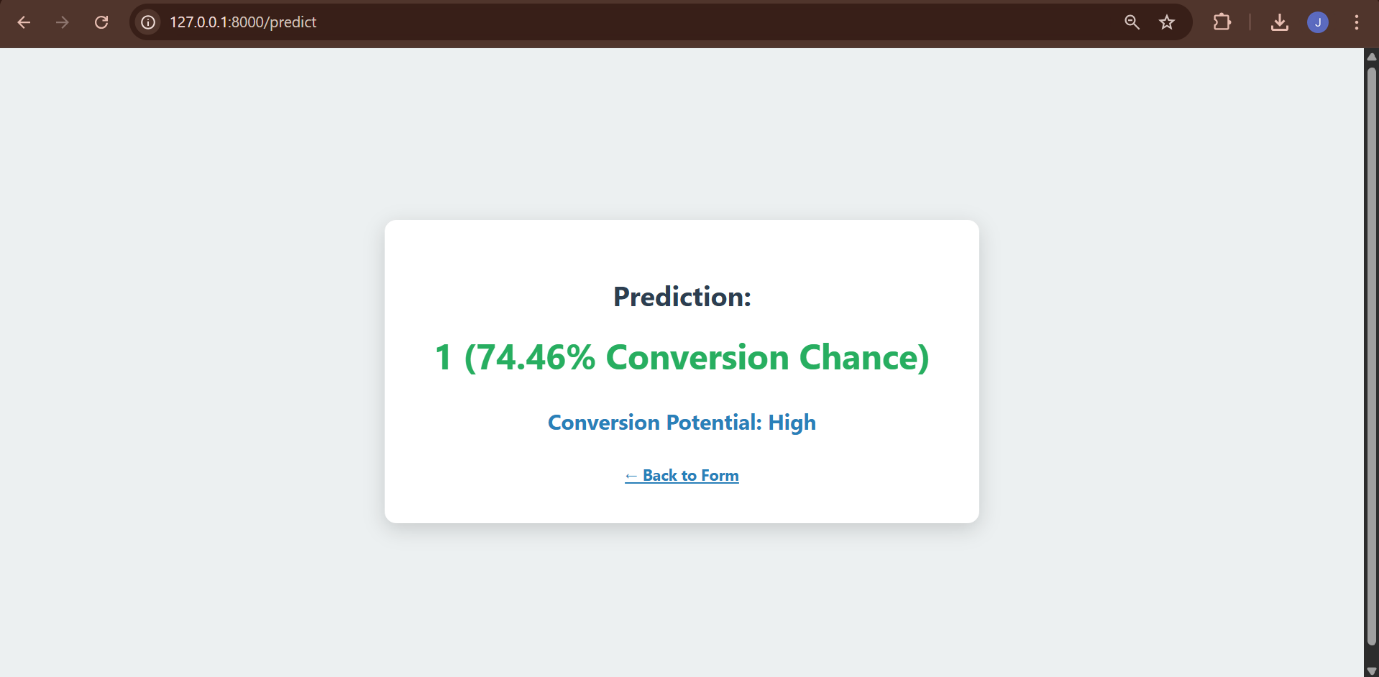 127.0.0.1:8000/predict
J
Prediction:
1 (74.46% Conversion Chance)
Conversion Potential: High
← Back to Form